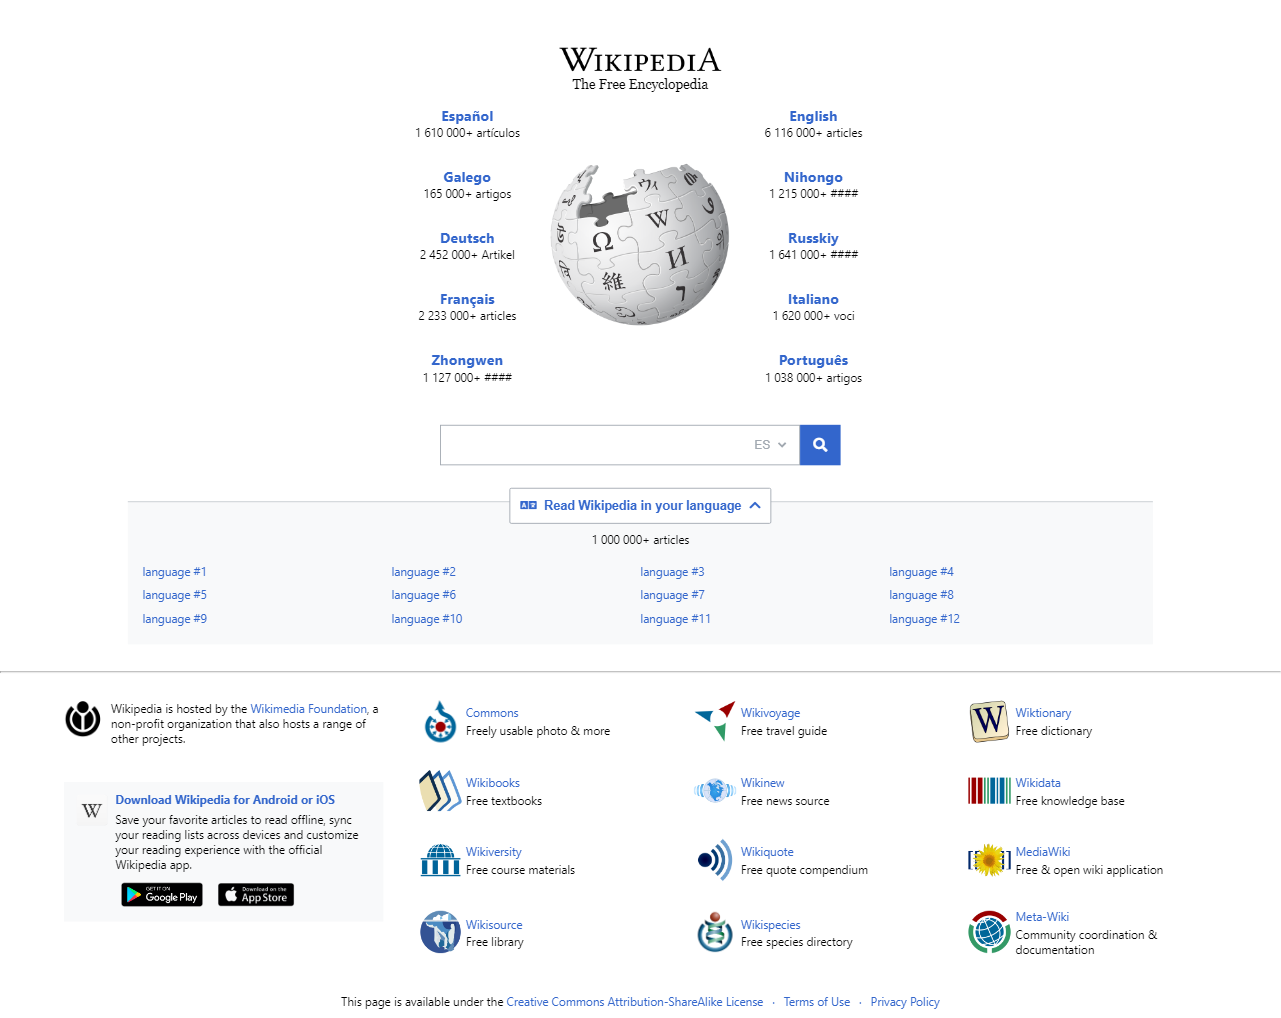 WIKIPEDIA
The Free Encyclopedia
Español
1 610 000+ artículos
English
6 116 000+ articles
Galego
165 000+ artigos
Nihongo
1 215 000+ ####
Deutsch
2 452 000+ Artikel
Russkiy
1 641 000+ ####
Français
2 233 000+ articles
Italiano
1 620 000+ voci
Zhongwen
1 127 000+ ####
Português
1 038 000+ artigos
Ω W И 維 ウィ 7
ES
Read Wikipedia in your language
1 000 000+ articles
language #1 language #2 language #3 language #4
language #5 language #6 language #7 language #8
language #9 language #10 language #11 language #12
Wikipedia is hosted by the Wikimedia Foundation, a
non-profit organization that also hosts a range of
other projects.
W
Download Wikipedia for Android or iOS
Save your favorite articles to read offline, sync
your reading lists across devices and customize
your reading experience with the official
Wikipedia app.
GET IT ON
Google Play
Download on the
App Store
Commons
Freely usable photo & more
Wikivoyage
Free travel guide
W
Wiktionary
Free dictionary
Wikibooks
Free textbooks
Wikinew
Free news source
Wikidata
Free knowledge base
Wikiversity
Free course materials
Wikiquote
Free quote compendium
MediaWiki
Free & open wiki application
Wikisource
Free library
Wikispecies
Free species directory
Meta-Wiki
Community coordination &
documentation
This page is available under the Creative Commons Attribution-ShareAlike License · Terms of Use · Privacy Policy